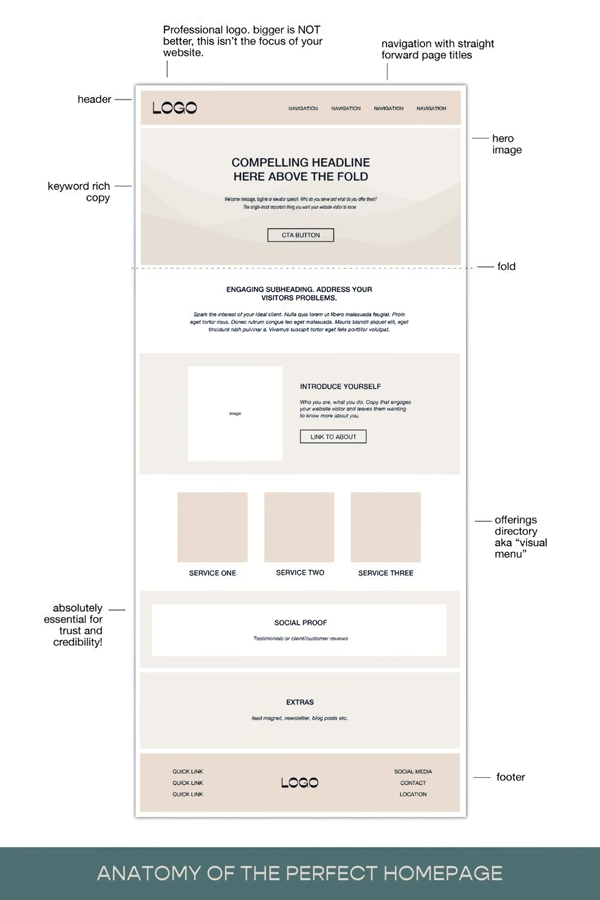 Professional logo. bigger is NOT
better, this isn't the focus of your
website.
navigation with straight
forward page titles
header
LOGO
NAVIGATION NAVIGATION NAVIGATION NAVIGATION
hero
image
COMPELLING HEADLINE
HERE ABOVE THE FOLD
keyword rich
copy
Welcome message, tagline or elevator speech. Who do you serve and what do you offer them?
The single-most important thing you want your website visitor to know
CTA BUTTON
fold
ENGAGING SUBHEADING. ADDRESS YOUR
VISITORS PROBLEMS.
Spark the interest of your ideal client. Nulla quis lorem ut libero malesuada feugiat. Proin
eget tortor risus. Donec rutrum congue leo eget malesuada. Mauris blandit aliquet elit, eget
tincidunt nibh pulvinar a. Vivamus suscipit tortor eget felis porttitor volutpat.
image
INTRODUCE YOURSELF
Who you are, what you do. Copy that engages
your website vistor and leaves them wanting
to know more about you.
LINK TO ABOUT
offerings
directory
aka "visual
menu"
SERVICE ONE SERVICE TWO SERVICE THREE
absolutely
essential for
trust and
credibility!
SOCIAL PROOF
Testimonials or client/customer reviews
EXTRAS
lead magnet, newsletter, blog posts etc.
QUICK LINK
QUICK LINK
QUICK LINK
LOGO
SOCIAL MEDIA
CONTACT
LOCATION
footer
ANATOMY OF THE PERFECT HOMEPAGE